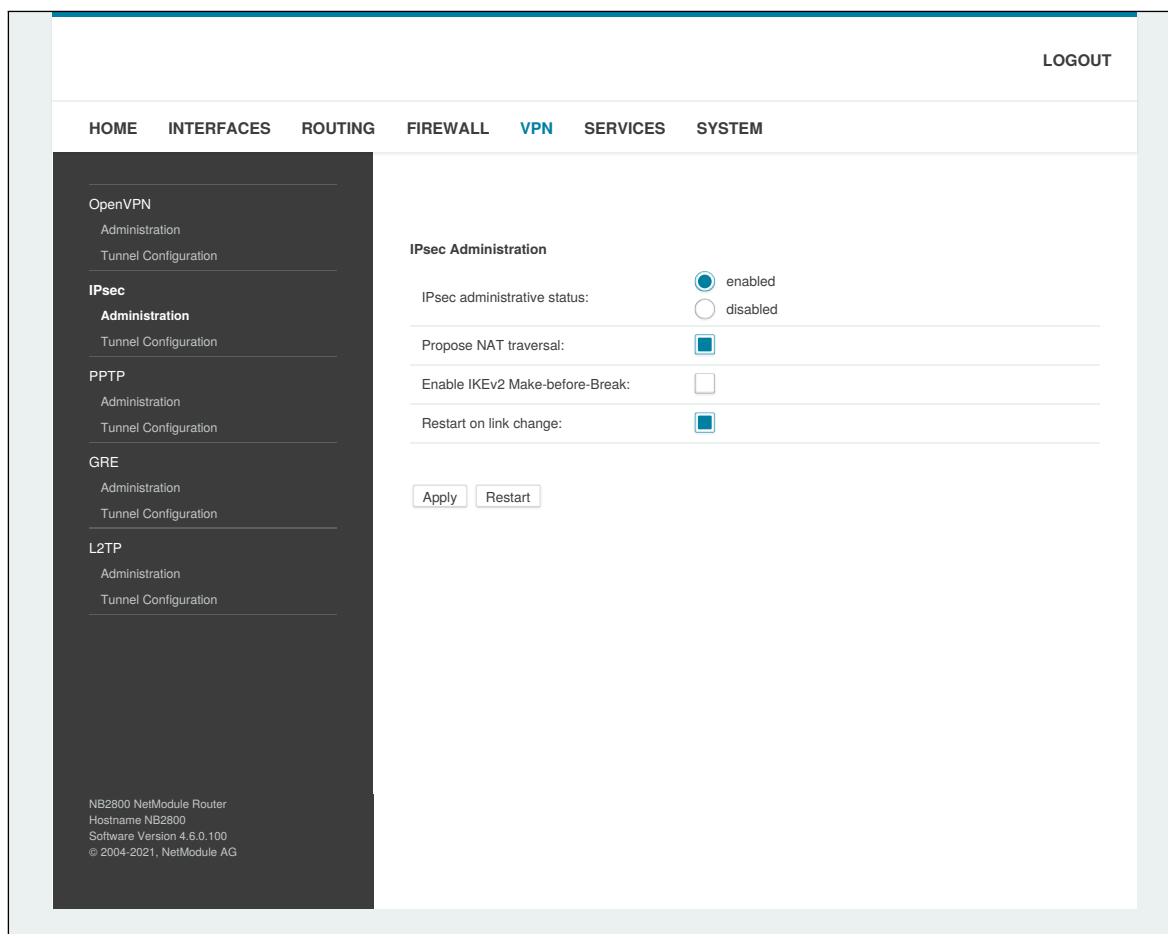 LOGOUT
HOME INTERFACES ROUTING FIREWALL VPN SERVICES SYSTEM
OpenVPN
Administration
Tunnel Configuration
IPsec
Administration
Tunnel Configuration
PPTP
Administration
Tunnel Configuration
GRE
Administration
Tunnel Configuration
L2TP
Administration
Tunnel Configuration
NB2800 NetModule Router
Hostname NB2800
Software Version 4.6.0.100
© 2004-2021, NetModule AG
IPsec Administration
IPsec administrative status:
enabled
disabled
Propose NAT traversal:
Enable IKEv2 Make-before-Break:
Restart on link change:
Apply Restart